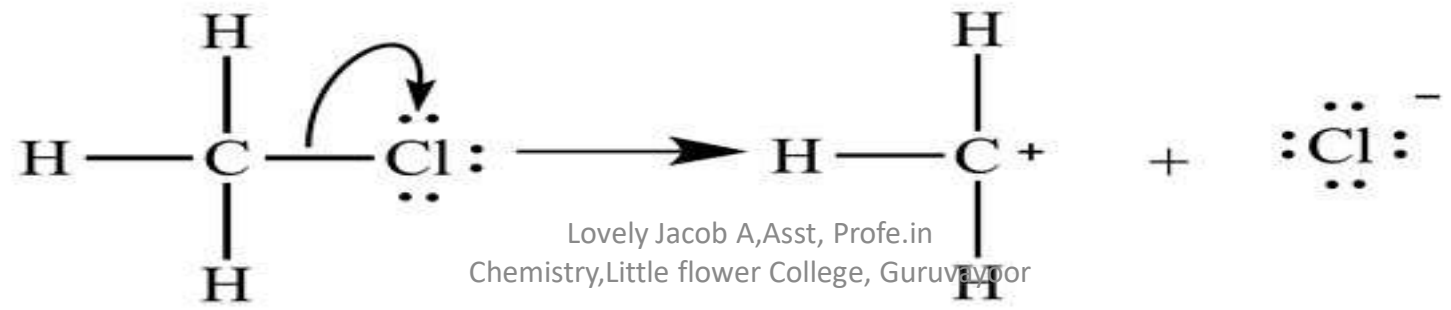 H H
H C Cl : H C + + : Cl : −
Lovely Jacob A,Asst, Profe.in
Chemistry,Little flower College, Guruvayoor
H H